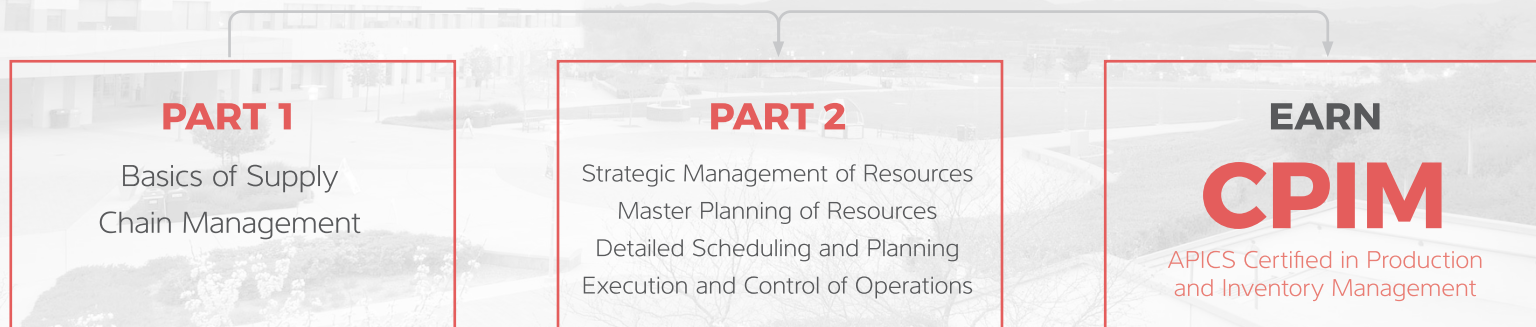 PART 1
Basics of Supply
Chain Management
PART 2
Strategic Management of Resources
Master Planning of Resources
Detailed Scheduling and Planning
Execution and Control of Operations
EARN
CPIM
APICS Certified in Production
and Inventory Management